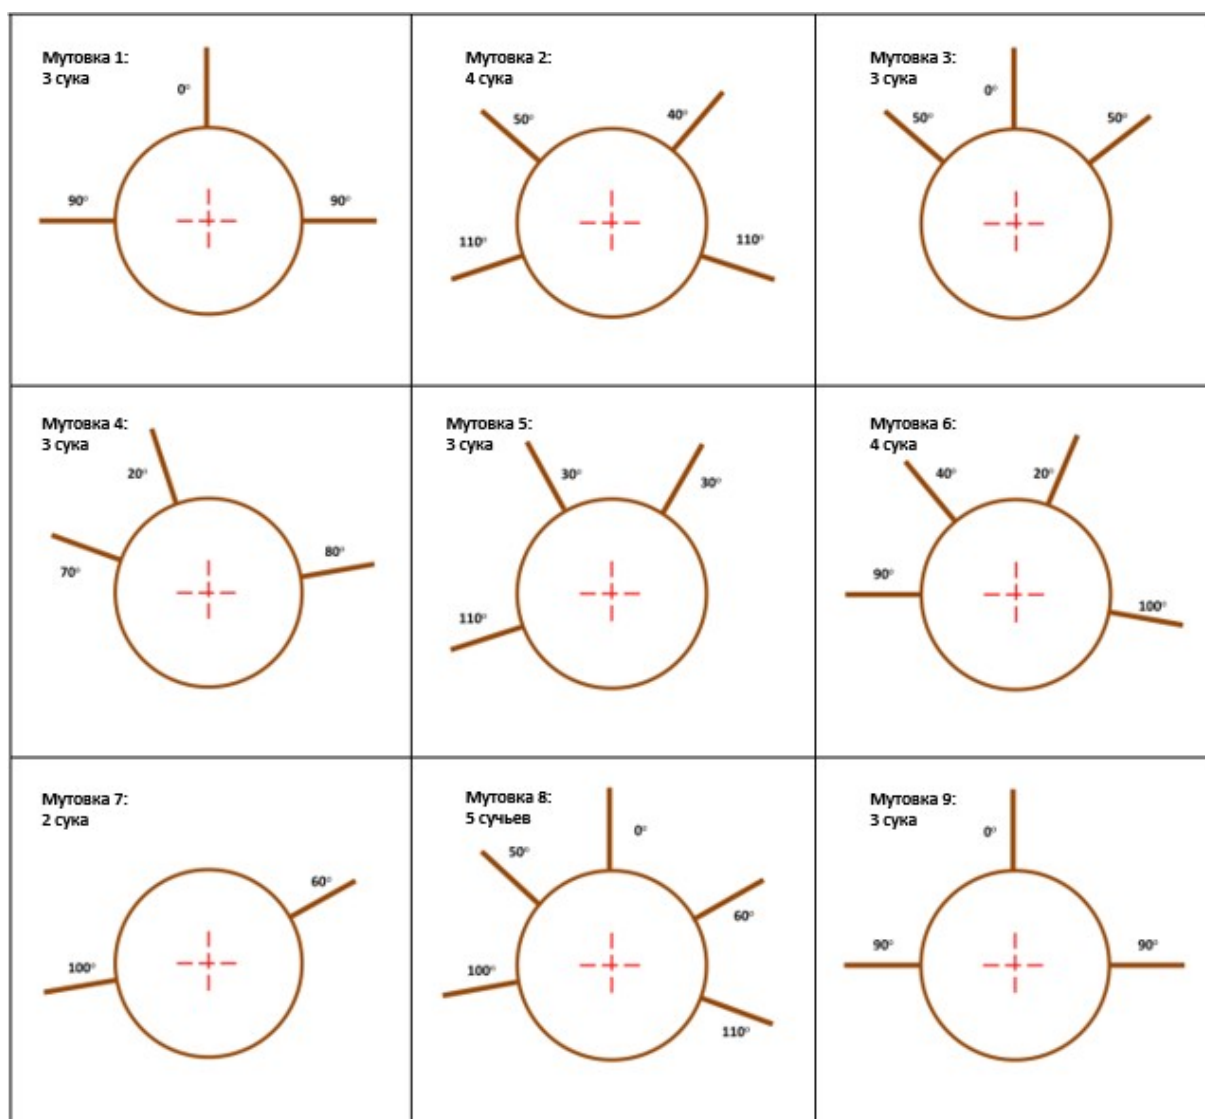 Мутовка 1:
3 сука
0°
90°
90°
Мутовка 2:
4 сука
50°
40°
110°
110°
Мутовка 3:
3 сука
0°
50°
50°
Мутовка 4:
3 сука
20°
70°
80°
Мутовка 5:
3 сука
30°
30°
110°
Мутовка 6:
4 сука
40°
20°
90°
100°
Мутовка 7:
2 сука
60°
100°
Мутовка 8:
5 сучьев
0°
50°
60°
100°
110°
Мутовка 9:
3 сука
0°
90°
90°